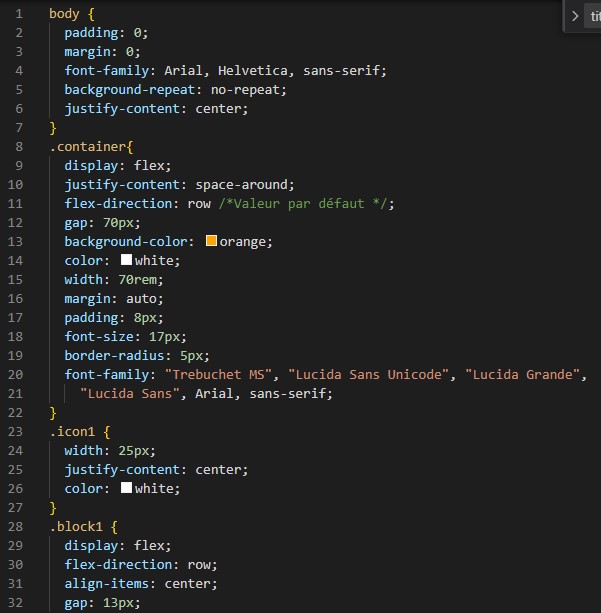 1 body {
2 padding: 0;
3 margin: 0;
4 font-family: Arial, Helvetica, sans-serif;
5 background-repeat: no-repeat;
6 justify-content: center;
7 }
8 .container{
9 display: flex;
10 justify-content: space-around;
11 flex-direction: row /*Valeur par défaut */;
12 gap: 70px;
13 background-color: orange;
14 color: white;
15 width: 70rem;
16 margin: auto;
17 padding: 8px;
18 font-size: 17px;
19 border-radius: 5px;
20 font-family: "Trebuchet MS", "Lucida Sans Unicode", "Lucida Grande",
21 "Lucida Sans", Arial, sans-serif;
22 }
23 .icon1 {
24 width: 25px;
25 justify-content: center;
26 color: white;
27 }
28 .block1 {
29 display: flex;
30 flex-direction: row;
31 align-items: center;
32 gap: 13px;